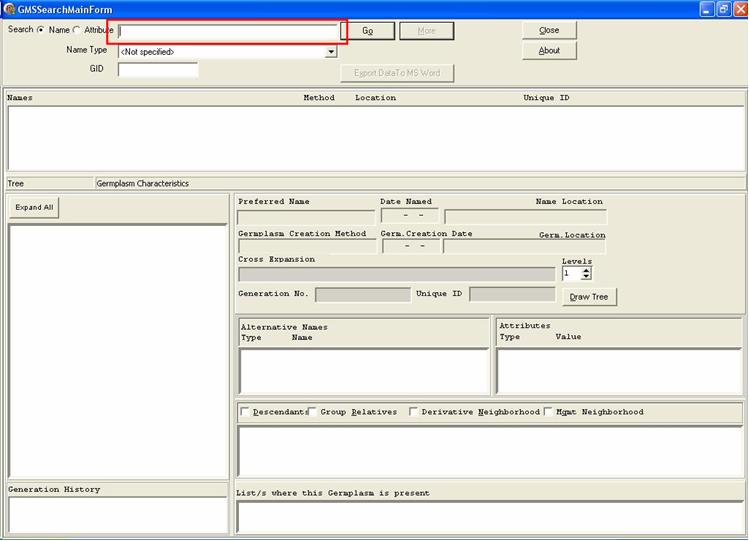 GMSSearchMainForm
Search Name Attribute Go More Close
Name Type <Not specified> About
GID Export DataTo MS Word
Names Method Location Unique ID
Tree Germplasm Characteristics
Expand All
Preferred Name Date Named Name Location
- -
Germplasm Creation Method Germ.Creation Date Germ.Location
- -
Cross Expansion Levels
1
Generation No. Unique ID Draw Tree
Alternative Names Attributes
Type Name Type Value
Descendants Group Relatives Derivative Neighborhood Mgmt Neighborhood
Generation History List/s where this Germplasm is present